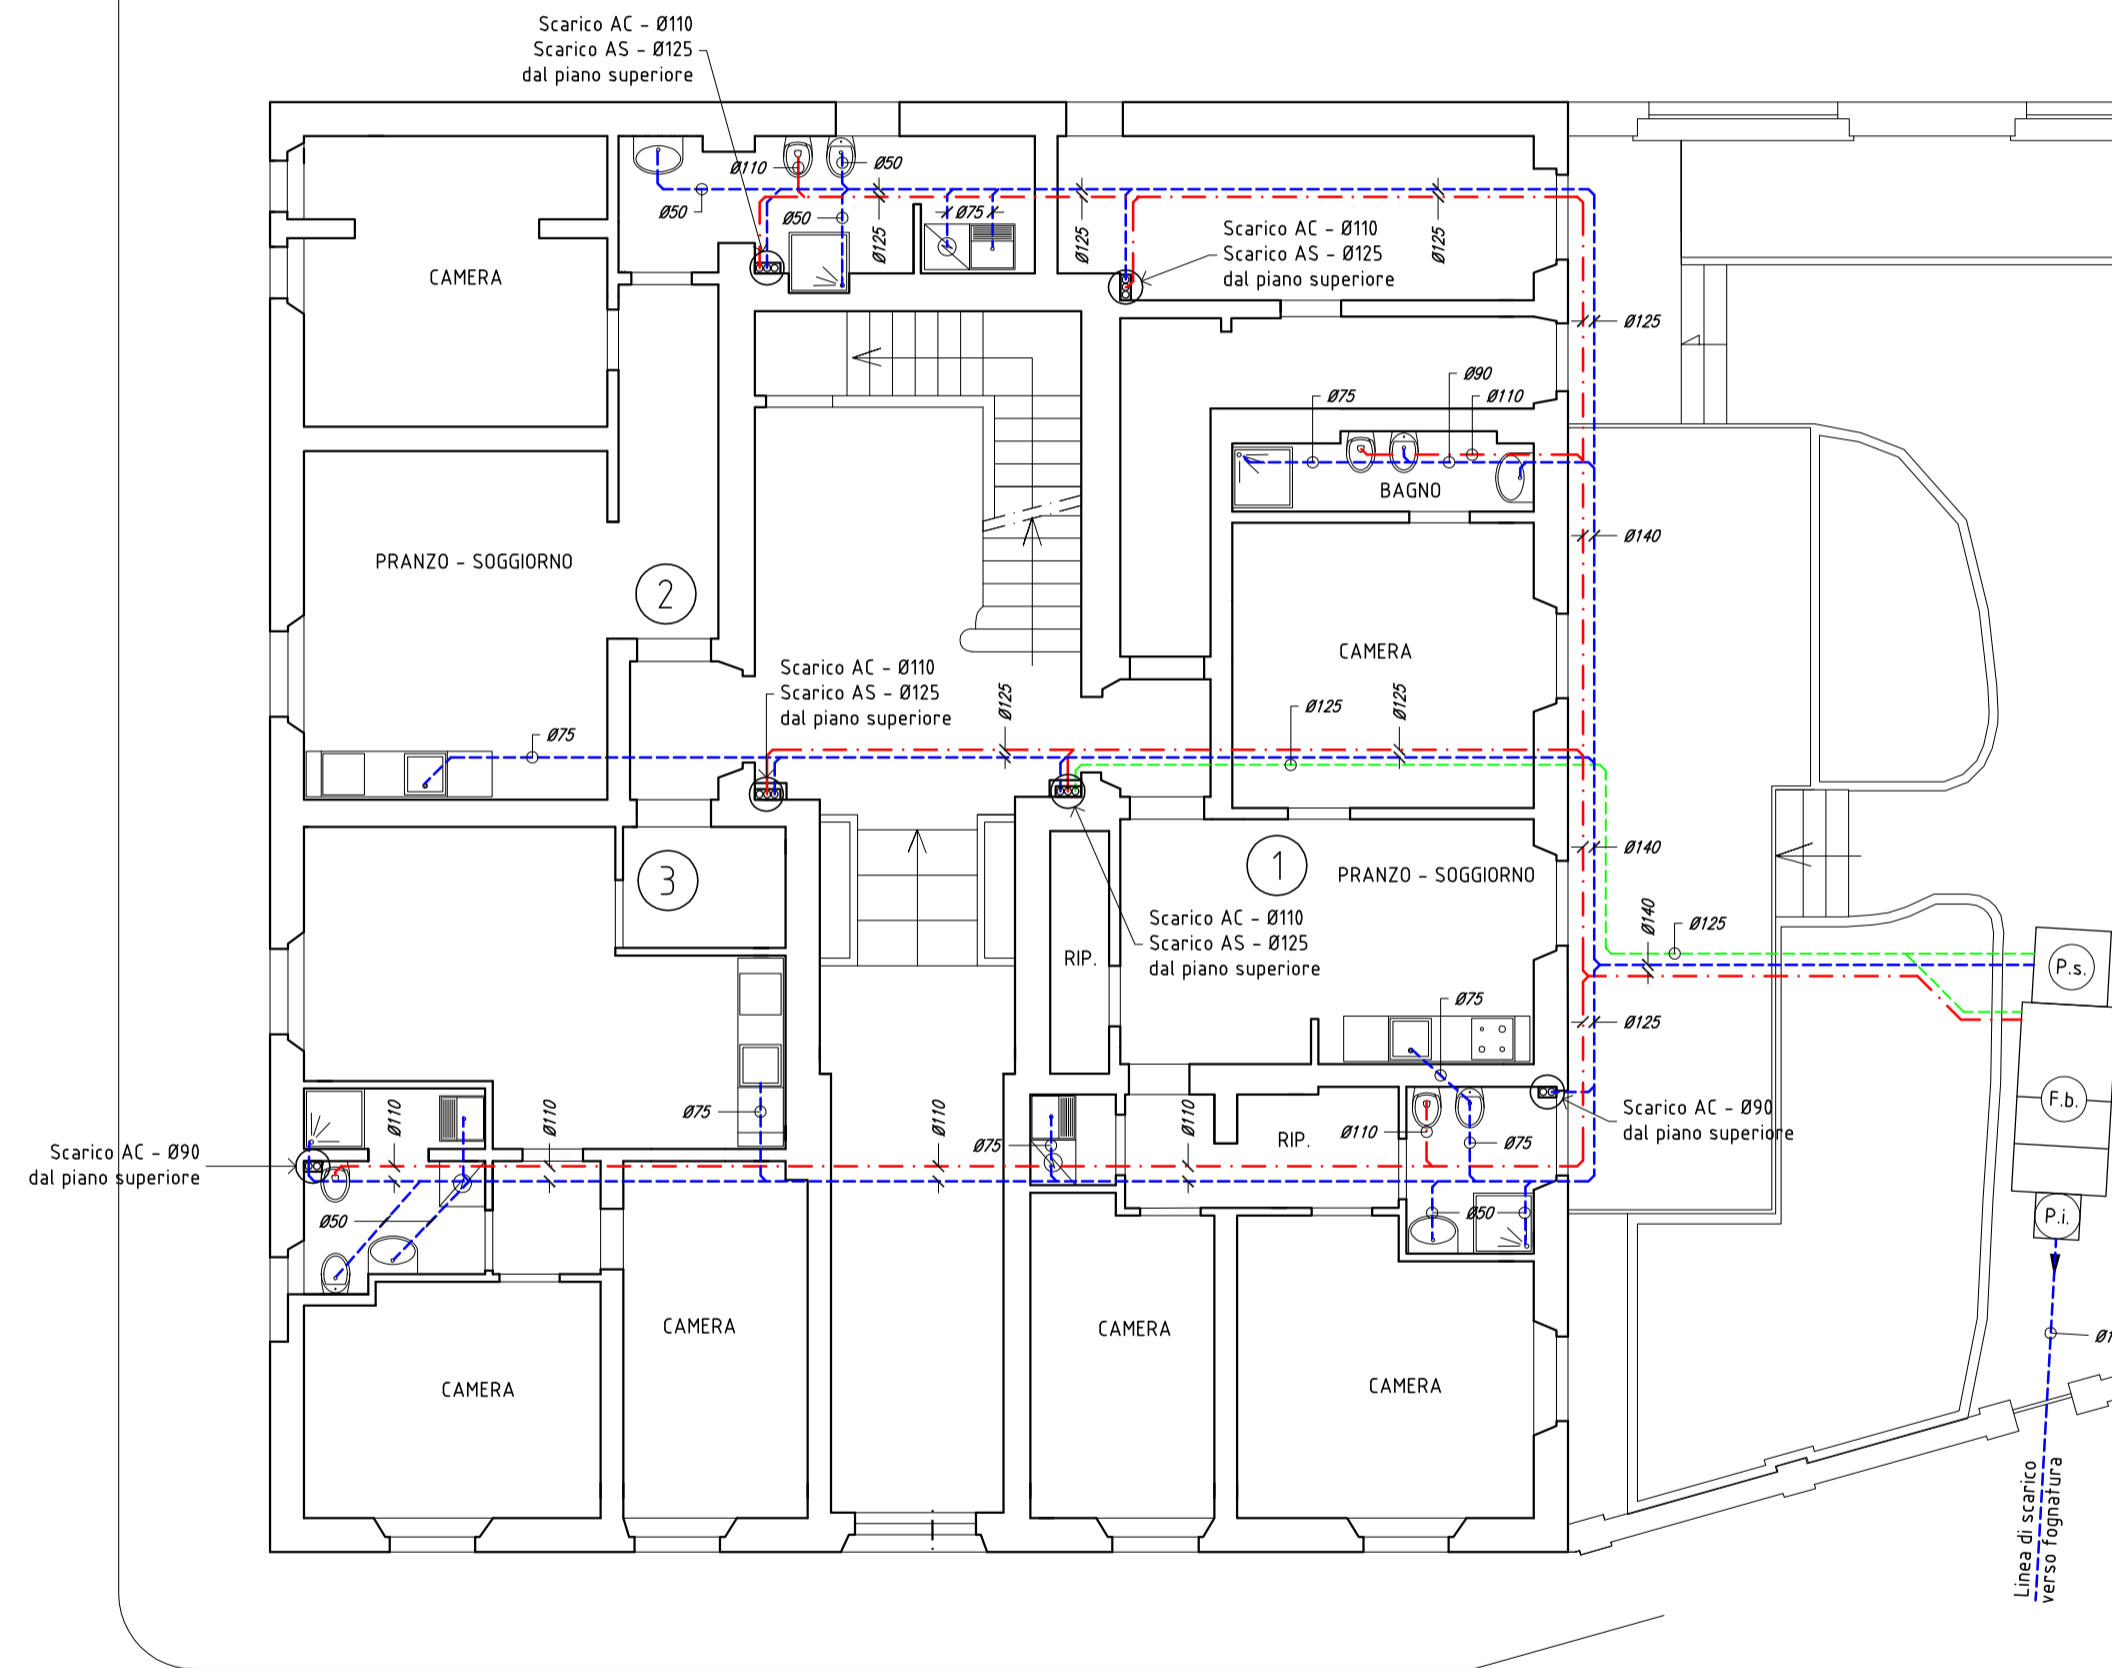 Scarico AC - Ø110
Scarico AS - Ø125
dal piano superiore
Ø110
Ø50
Ø50
Ø50
Ø125
Ø75
Ø125
Ø125
Scarico AC - Ø110
Scarico AS - Ø125
dal piano superiore
CAMERA
Ø125
Ø90
Ø75
Ø110
BAGNO
Ø140
PRANZO - SOGGIORNO
2
CAMERA
Scarico AC - Ø110
Scarico AS - Ø125
dal piano superiore
Ø125
Ø125
Ø125
Ø75
Ø140
3
1
PRANZO - SOGGIORNO
Scarico AC - Ø110
Scarico AS - Ø125
dal piano superiore
RIP.
Ø140
Ø125
P.s.
Ø75
Ø125
F.b.
Scarico AC - Ø90
dal piano superiore
Ø110
Ø110
Ø75
Ø110
Ø75
Ø110
RIP.
Ø110
Ø75
Scarico AC - Ø90
dal piano superiore
Ø50
Ø50
P.i.
CAMERA
CAMERA
CAMERA
CAMERA
Linea di scarico
verso fognatura